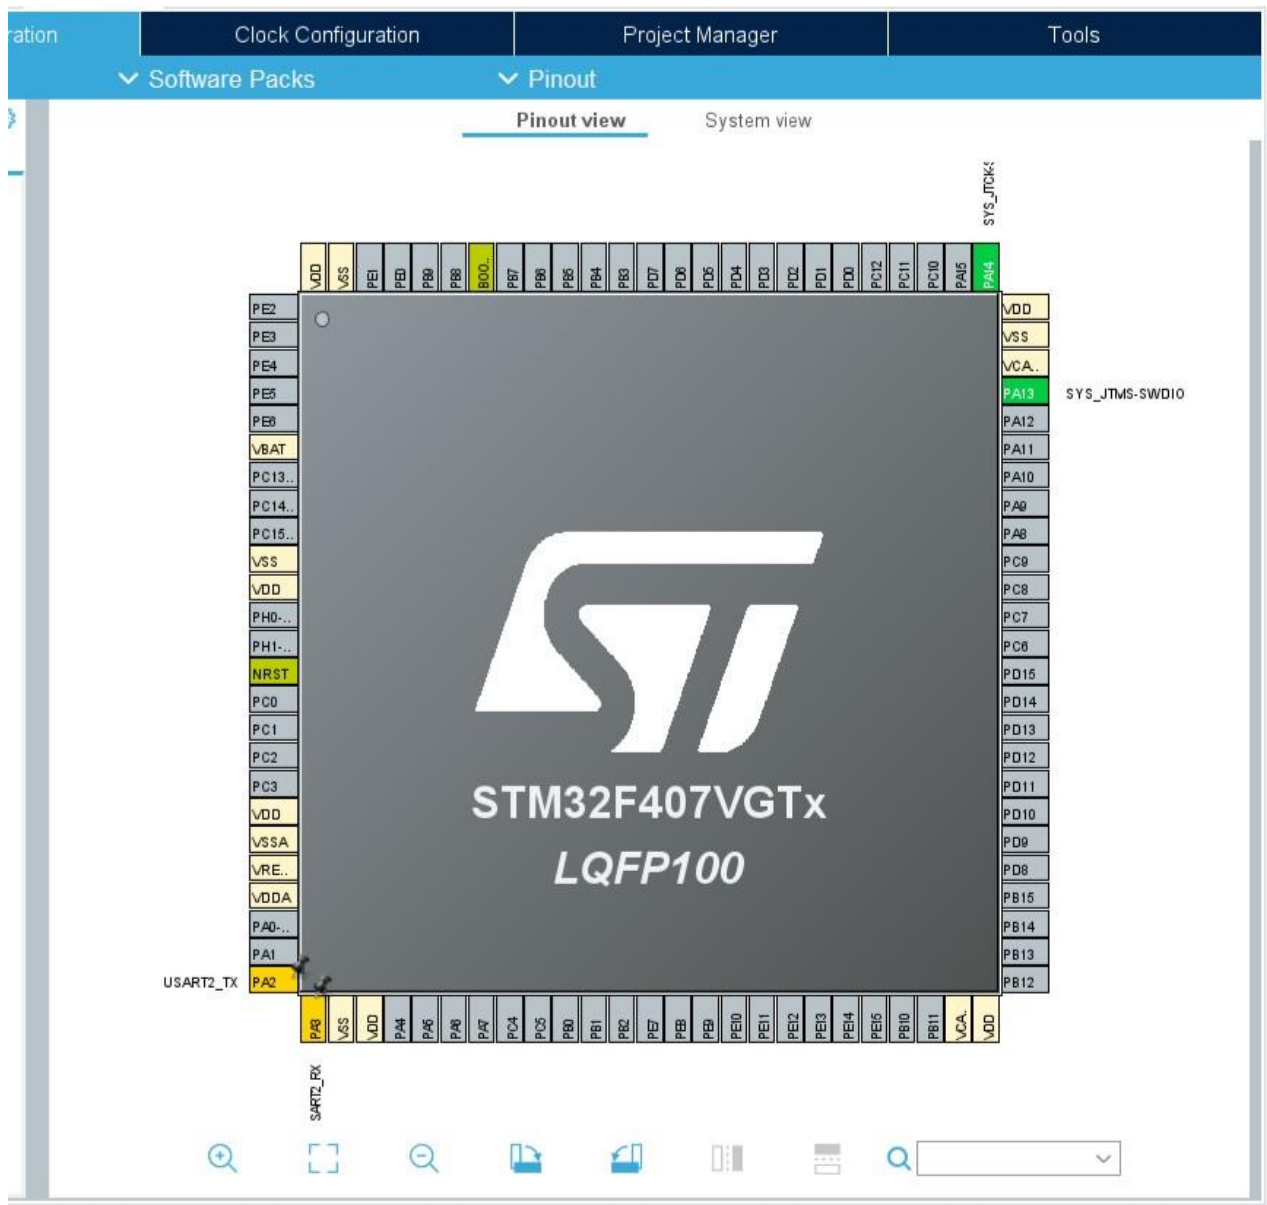 ration
Clock Configuration
Project Manager
Tools
Software Packs
Pinout
Pinout view
System view
SYS_JTCK-S
VDD
VSS
PE1
PE0
PB9
PB8
BOO..
PB7
PB6
PB5
PB4
PB3
PD7
PD6
PD5
PD4
PD3
PD2
PD1
PD0
PC12
PC11
PC10
PA15
PA14
PE2
PE3
PE4
PE5
PE6
VBAT
PC13..
PC14..
PC15..
VSS
VDD
PH0-..
PH1-..
NRST
PC0
PC1
PC2
PC3
VDD
VSSA
VRE..
VDDA
PA0-..
PA1
USART2_TX
PA2
STM32F407VGTx
LQFP100
VDD
VSS
VCA..
PA13
SYS_JTMS-SWDIO
PA12
PA11
PA10
PA9
PA8
PC9
PC8
PC7
PC6
PD15
PD14
PD13
PD12
PD11
PD10
PD9
PD8
PB15
PB14
PB13
PB12
PA3
VSS
VDD
PA4
PA5
PA6
PA7
PC4
PC5
PB0
PB1
PB2
PE7
PE8
PE9
PE10
PE11
PE12
PE13
PE14
PE15
PB10
PB11
VCA..
VDD
SART2_RX